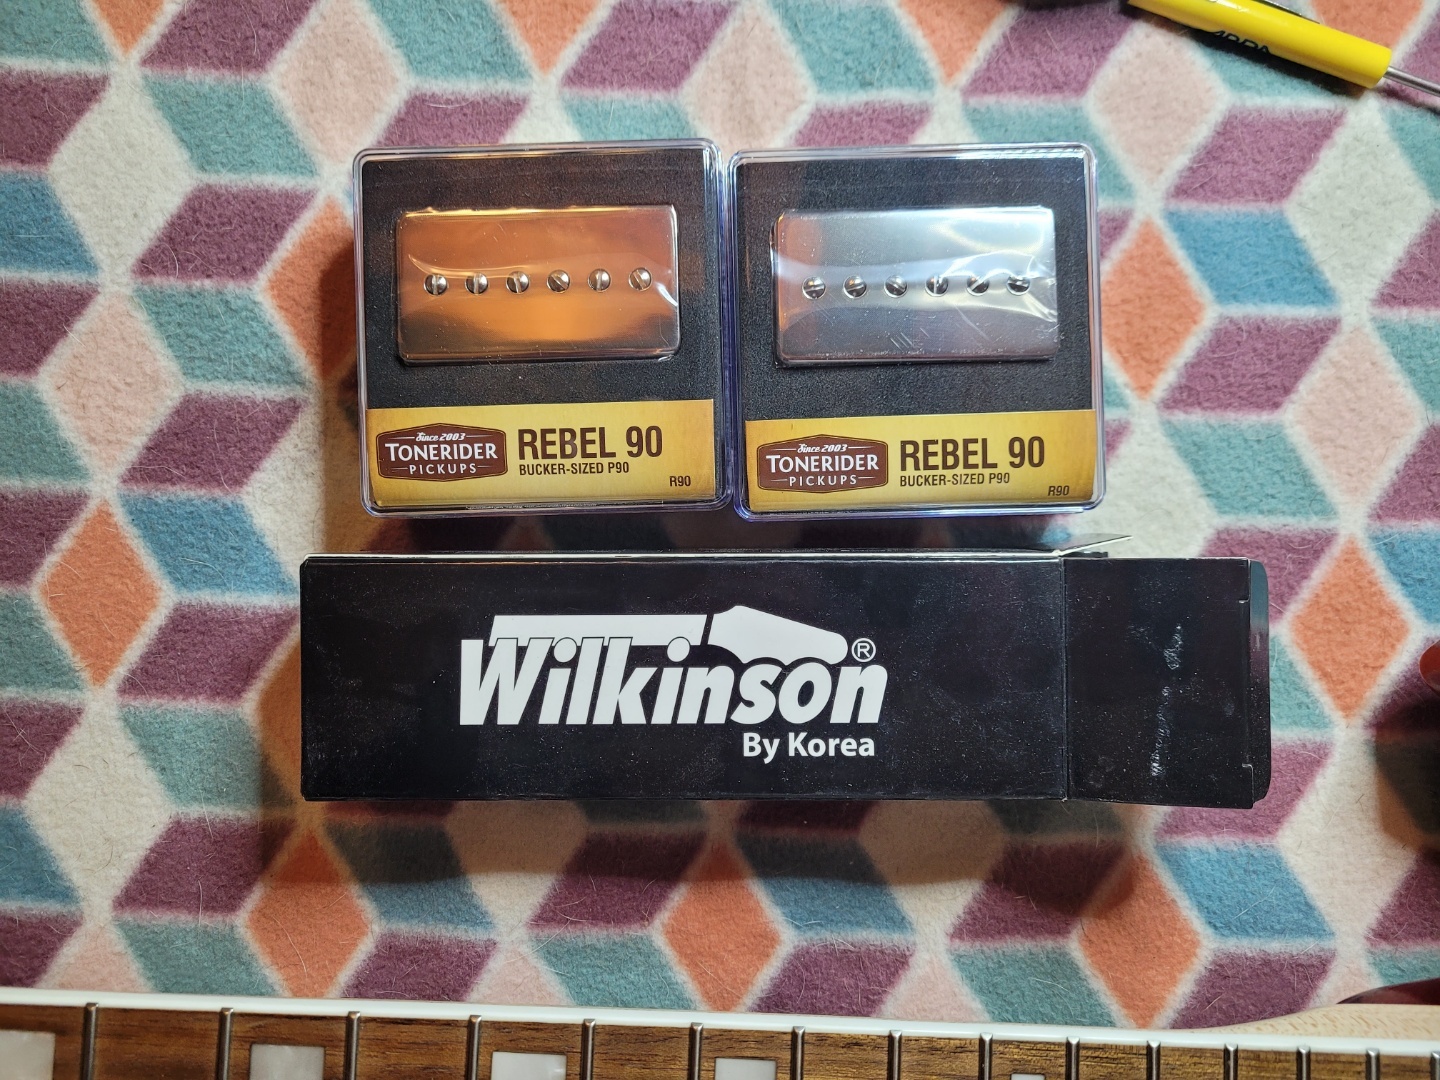 Since 2003
TONERIDER
PICKUPS
REBEL 90
BUCKER-SIZED P90
R90
Since 2003
TONERIDER
PICKUPS
REBEL 90
BUCKER-SIZED P90
R90
Wilkinson®
By Korea